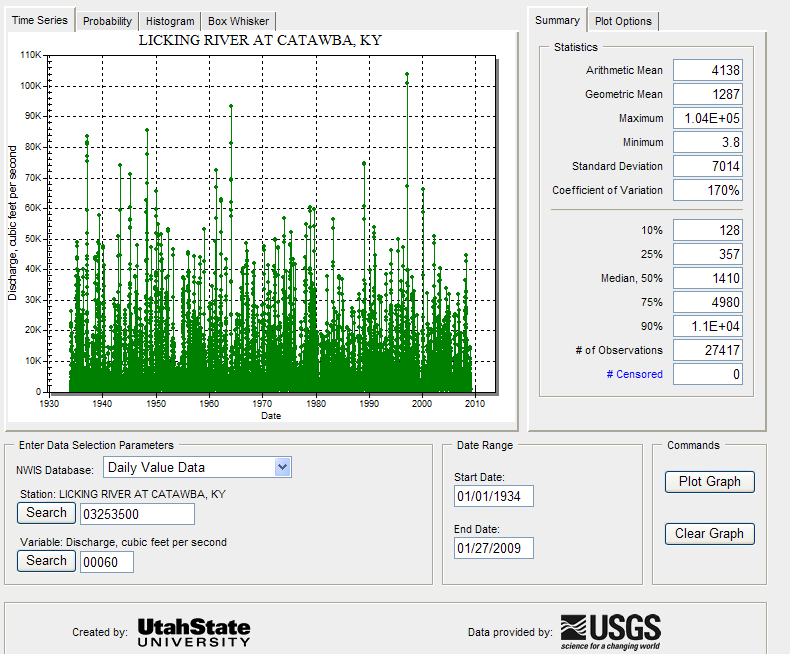 Time Series Probability Histogram Box Whisker
LICKING RIVER AT CATAWBA, KY
110K
100K
90K
80K
70K
60K
50K
40K
30K
20K
10K
0
Discharge, cubic feet per second
1930 1940 1950 1960 1970 1980 1990 2000 2010
Date
Summary Plot Options
Statistics
Arithmetic Mean 4138
Geometric Mean 1287
Maximum 1.04E+05
Minimum 3.8
Standard Deviation 7014
Coefficient of Variation 170%
10% 128
25% 357
Median, 50% 1410
75% 4980
90% 1.1E+04
# of Observations 27417
# Censored 0
Enter Data Selection Parameters
NWIS Database: Daily Value Data
Station: LICKING RIVER AT CATAWBA, KY
Search 03253500
Variable: Discharge, cubic feet per second
Search 00060
Date Range
Start Date:
01/01/1934
End Date:
01/27/2009
Commands
Plot Graph
Clear Graph
Created by: UtahState
UNIVERSITY
Data provided by: USGS
science for a changing world